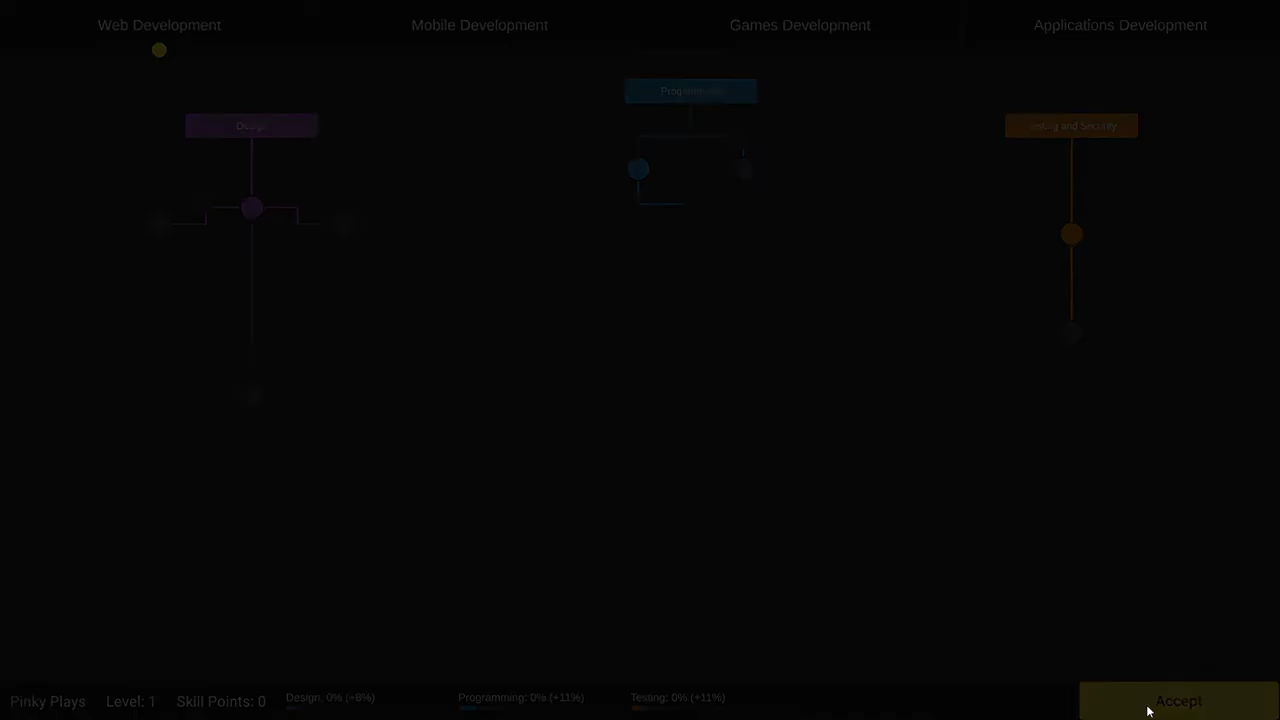 Web Development
Mobile Development
Games Development
Applications Development
Programming
Design
Testing and Security
Pinky Plays
Level: 1
Skill Points: 0
Design: 0% (+8%)
Programming: 0% (+11%)
Testing: 0% (+11%)
Accept